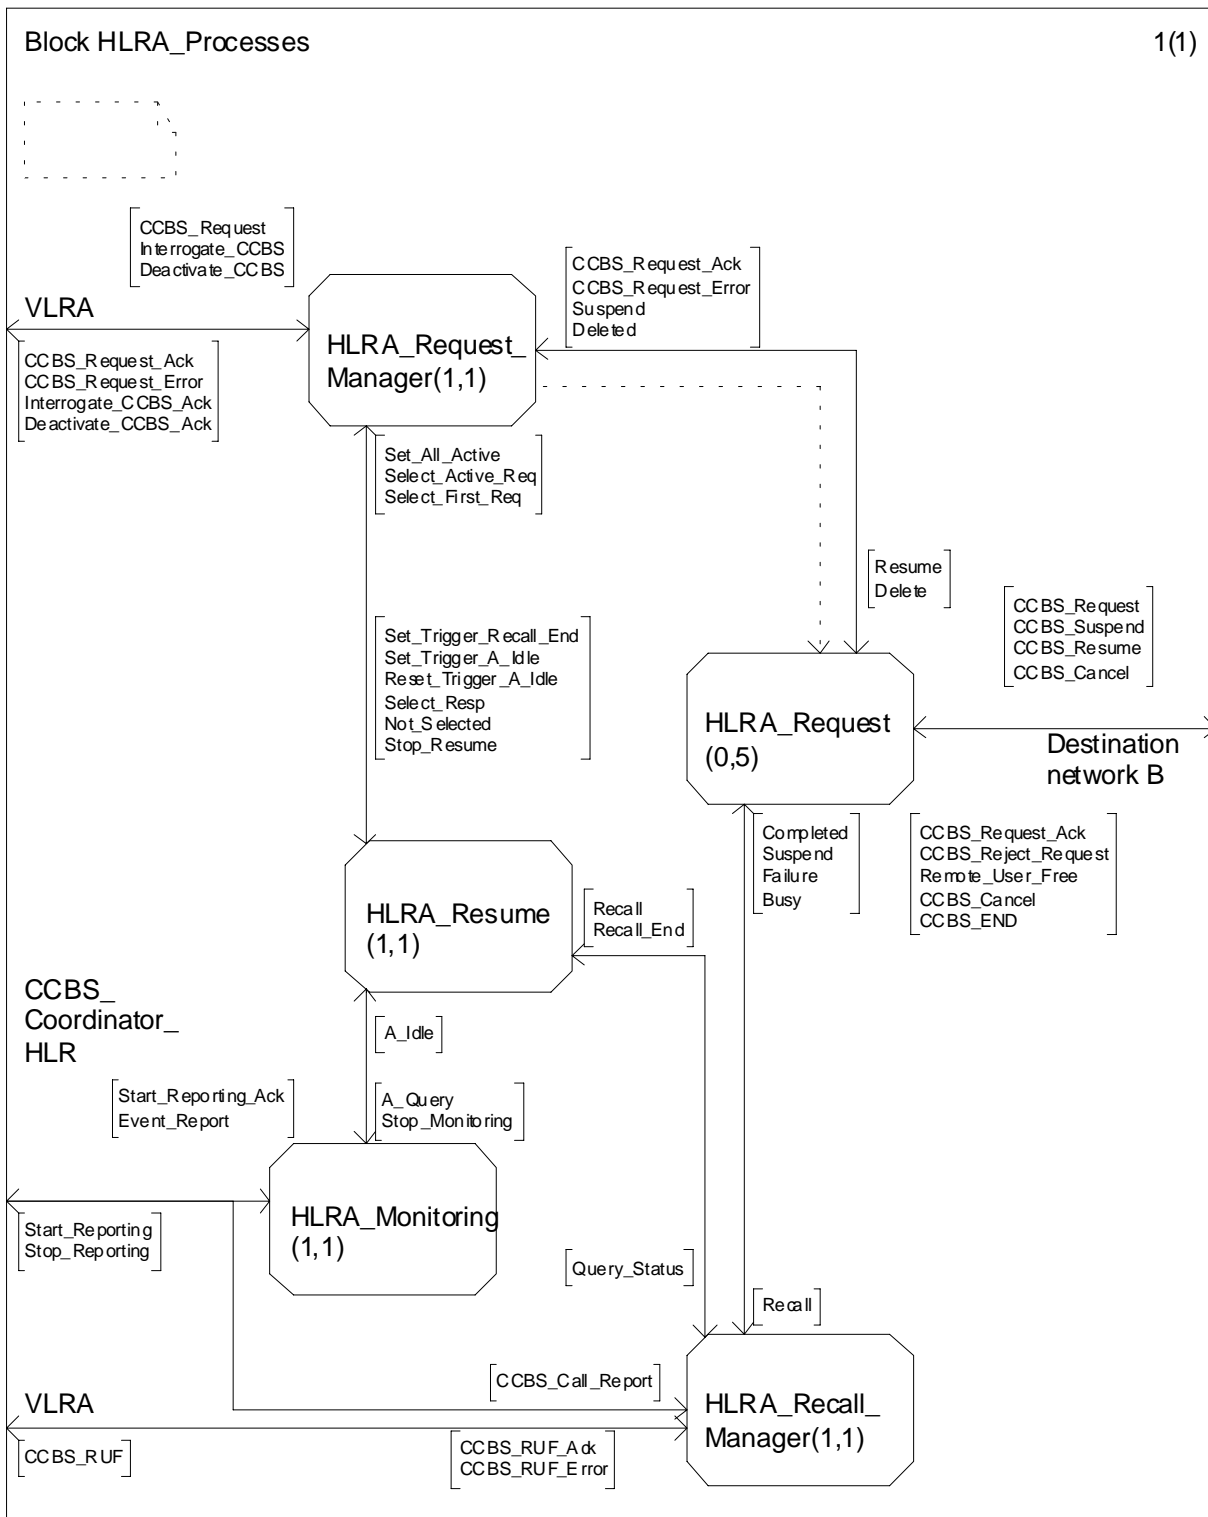 Block HLRA_Processes
1(1)
CCBS_Request
Interrogate_CCBS
Deactivate_CCBS
CCBS_Request_Ack
CCBS_Request_Error
Suspend
Deleted
VLRA
HLRA_Request_
Manager(1,1)
CCBS_Request_Ack
CCBS_Request_Error
Interrogate_CCBS_Ack
Deactivate_CCBS_Ack
Set_All_Active
Select_Active_Req
Select_First_Req
Resume
Delete
CCBS_Request
CCBS_Suspend
CCBS_Resume
CCBS_Cancel
Set_Trigger_Recall_End
Set_Trigger_A_Idle
Reset_Trigger_A_Idle
Select_Resp
Not_Selected
Stop_Resume
HLRA_Request
(0,5)
Destination
network B
Completed
Suspend
Failure
Busy
CCBS_Request_Ack
CCBS_Reject_Request
Remote_User_Free
CCBS_Cancel
CCBS_END
HLRA_Resume
(1,1)
Recall
Recall_End
CCBS_
Coordinator_
HLR
A_Idle
Start_Reporting_Ack
Event_Report
A_Query
Stop_Monitoring
HLRA_Monitoring
(1,1)
Start_Reporting
Stop_Reporting
Query_Status
Recall
CCBS_Call_Report
HLRA_Recall_
Manager(1,1)
VLRA
CCBS_RUF
CCBS_RUF_Ack
CCBS_RUF_Error